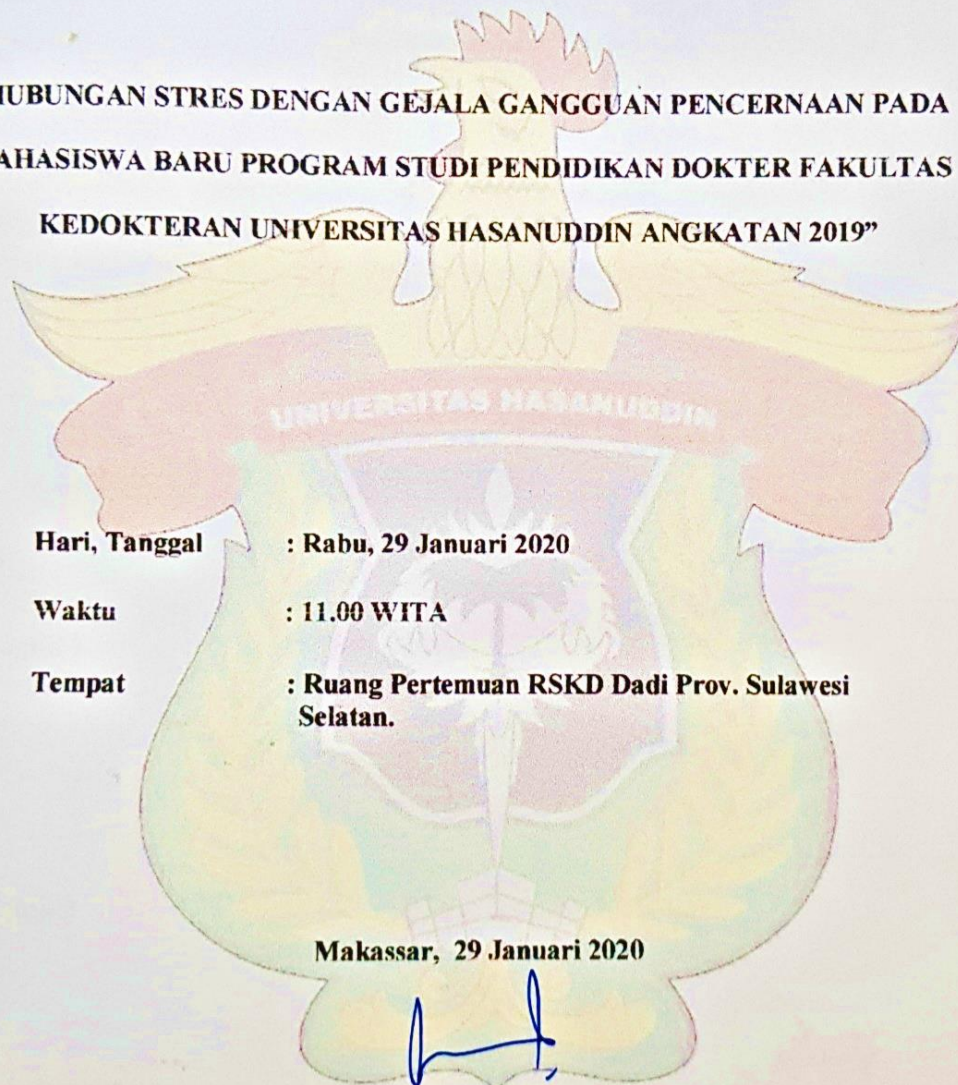 HUBUNGAN STRES DENGAN GEJALA GANGGUAN PENCERNAAN PADA
MAHASISWA BARU PROGRAM STUDI PENDIDIKAN DOKTER FAKULTAS
KEDOKTERAN UNIVERSITAS HASANUDDIN ANGKATAN 2019”
UNIVERSITAS HASANUDDIN
Hari, Tanggal : Rabu, 29 Januari 2020
Waktu : 11.00 WITA
Tempat : Ruang Pertemuan RSKD Dadi Prov. Sulawesi
Selatan.
Makassar, 29 Januari 2020